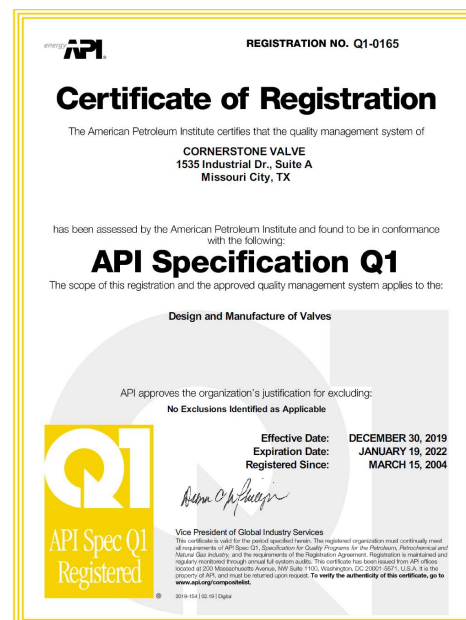 energy API®
REGISTRATION NO. Q1-0165
Certificate of Registration
The American Petroleum Institute certifies that the quality management system of
CORNERSTONE VALVE
1535 Industrial Dr., Suite A
Missouri City, TX
has been assessed by the American Petroleum Institute and found to be in conformance
with the following:
API Specification Q1
The scope of this registration and the approved quality management system applies to the:
Design and Manufacture of Valves
API approves the organization's justification for excluding:
No Exclusions Identified as Applicable
Effective Date: DECEMBER 30, 2019
Expiration Date: JANUARY 19, 2022
Registered Since: MARCH 15, 2004
Q1
API Spec Q1
Registered
®
Vice President of Global Industry Services
This certificate is valid for the period specified herein. The registered organization must continually meet
all requirements of API Spec Q1, Specification for Quality Programs for the Petroleum, Petrochemical and
Natural Gas Industry, and the requirements of the Registration Agreement. Registration is maintained and
regularly monitored through annual full system audits. This certificate has been issued from API offices
located at 200 Massachusetts Avenue, NW Suite 1100, Washington, DC 20001-5571, U.S.A. It is the
property of API, and must be returned upon request. To verify the authenticity of this certificate, go to
www.api.org/compositelist.
2018-154 | 02.19 | Digital